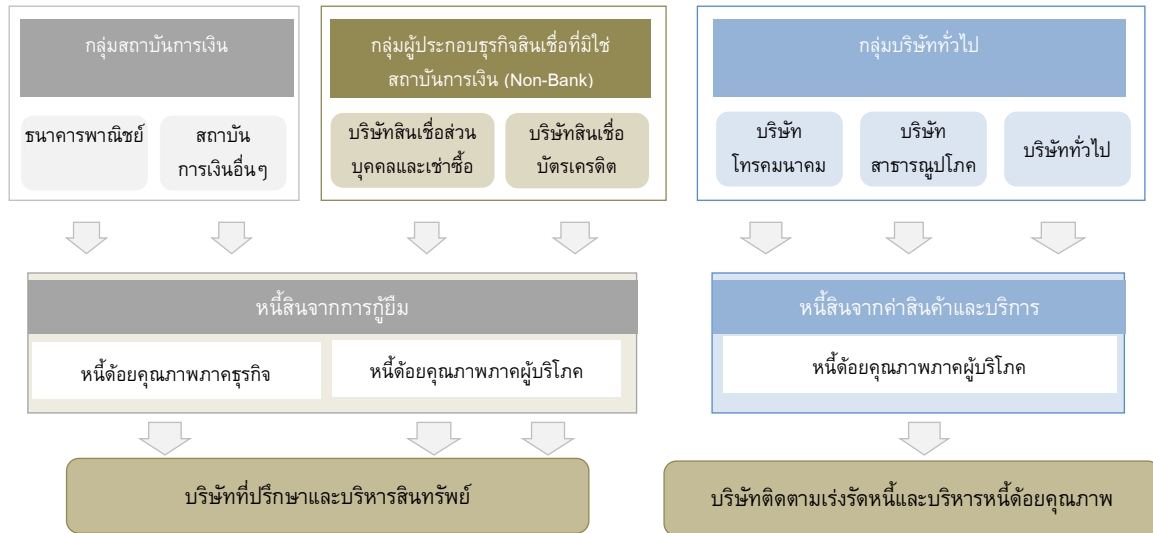 กลุ่มสถาบันการเงิน
กลุ่มผู้ประกอบธุรกิจสินเชื่อที่มิใช่
สถาบันการเงิน (Non-Bank)
กลุ่มบริษัททั่วไป
ธนาคารพาณิชย์
สถาบัน
การเงินอื่นๆ
บริษัทสินเชื่อส่วน
บุคคลและเช่าซื้อ
บริษัทสินเชื่อ
บัตรเครดิต
บริษัท
โทรคมนาคม
บริษัท
สาธารณูปโภค
บริษัททั่วไป
หนี้สินจากการกู้ยืม
หนี้สินจากค่าสินค้าและบริการ
หนี้ด้อยคุณภาพภาคธุรกิจ
หนี้ด้อยคุณภาพภาคผู้บริโภค
หนี้ด้อยคุณภาพภาคผู้บริโภค
บริษัทที่ปรึกษาและบริหารสินทรัพย์
บริษัทติดตามเร่งรัดหนี้และบริหารหนี้ด้อยคุณภาพ